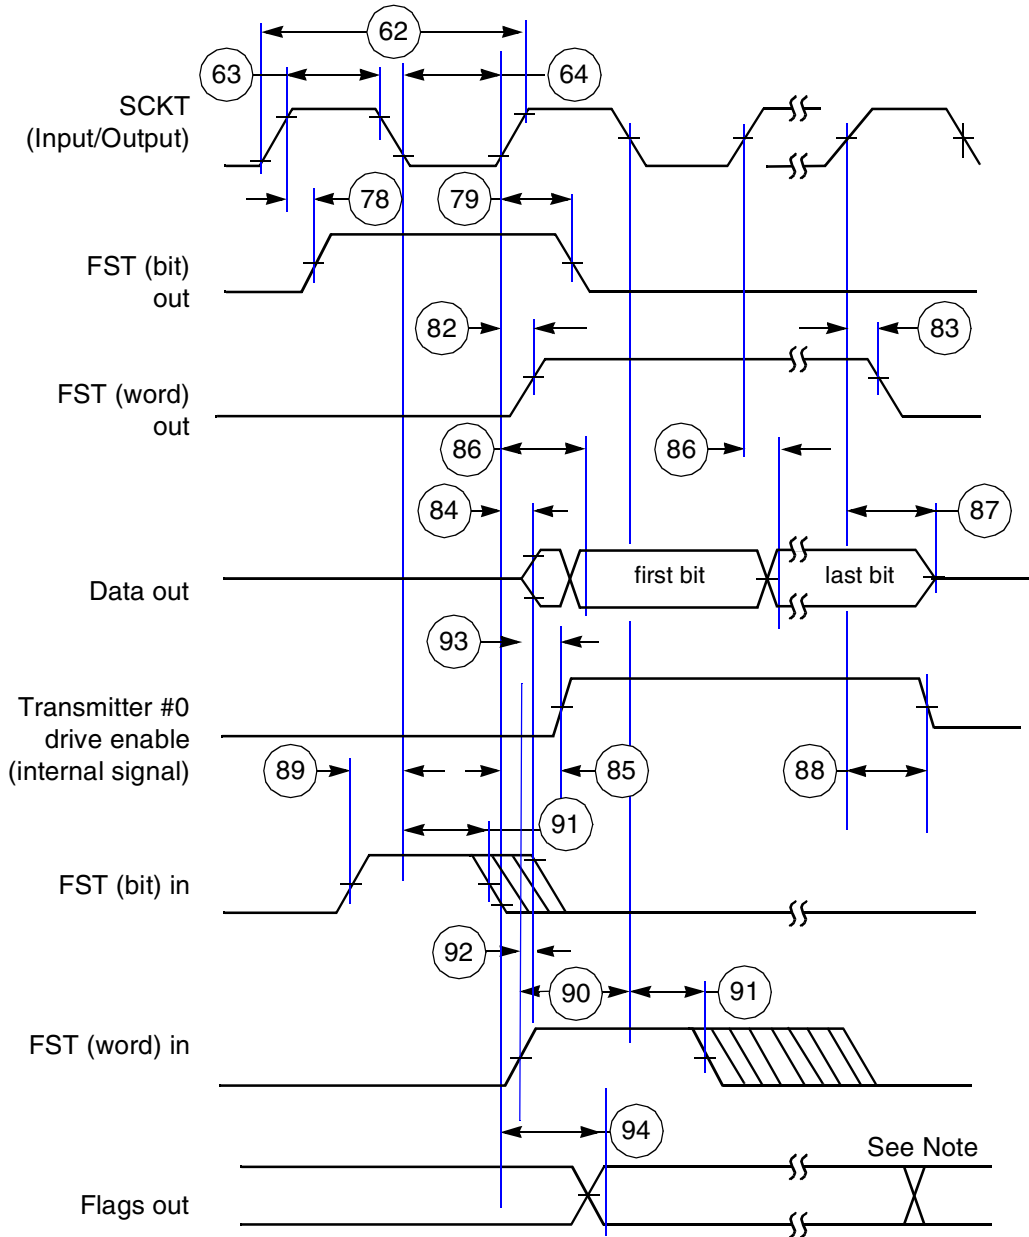 62
63
64
SCKT
(Input/Output)
78
79
FST (bit)
out
82
83
FST (word)
out
86
86
84
87
first bit
last bit
Data out
93
Transmitter #0
drive enable
(internal signal)
89
85
88
91
FST (bit) in
92
90
91
FST (word) in
94
See Note
Flags out